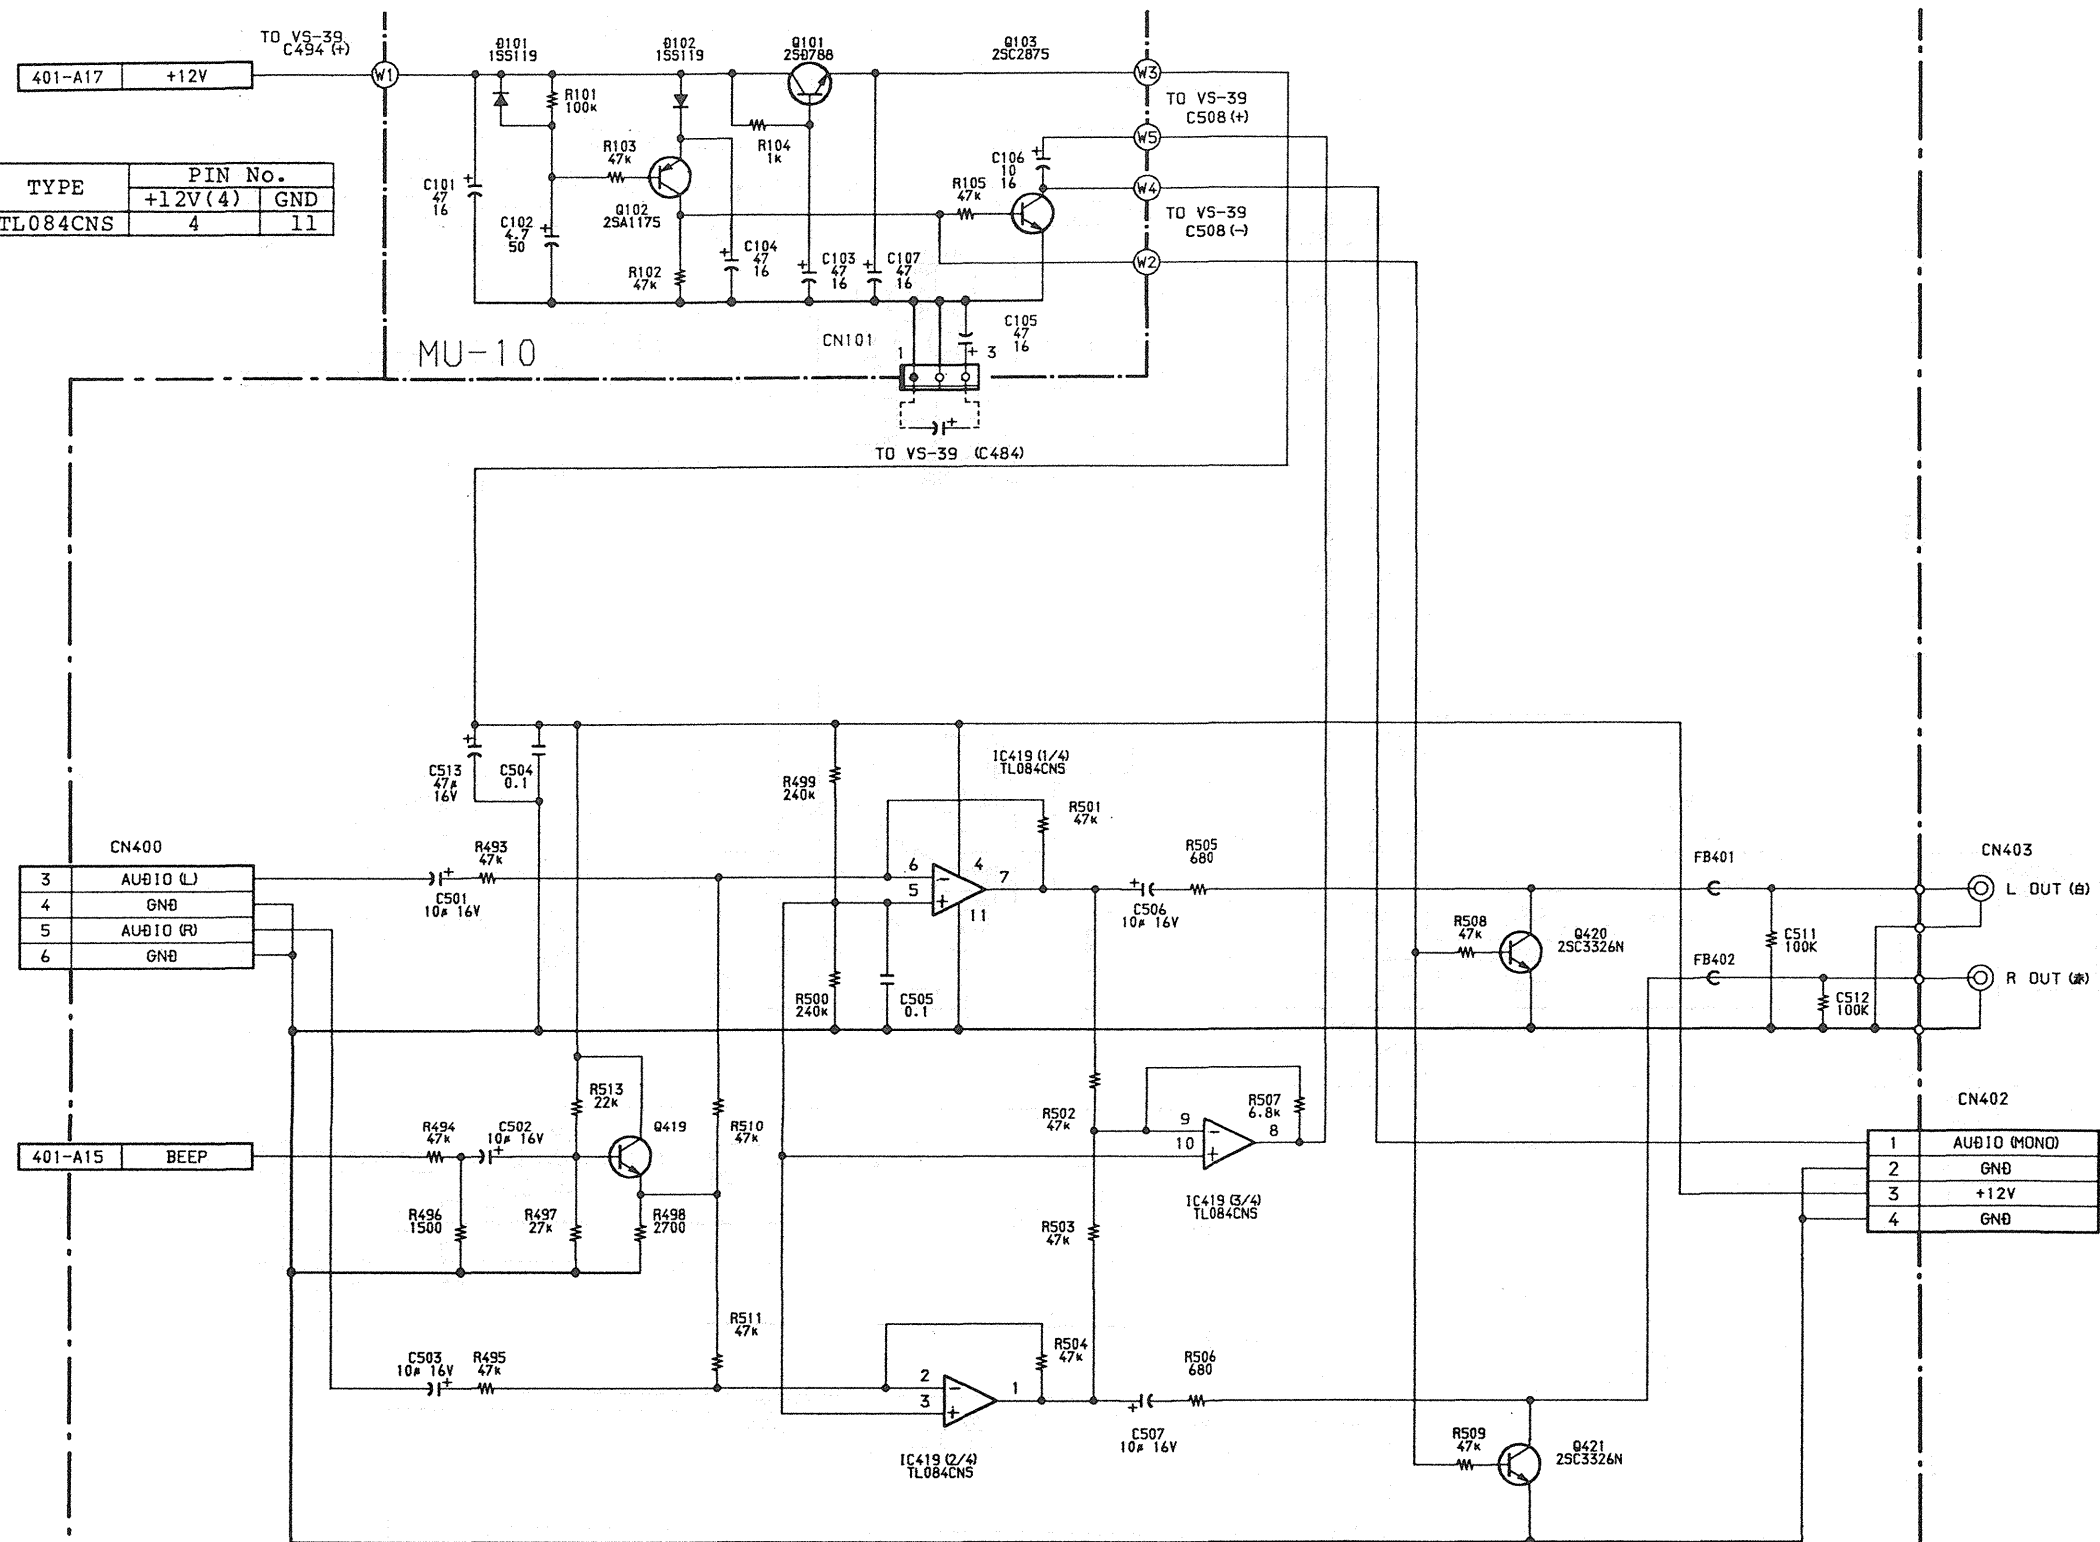 TO VS-39
C494 (+)
401-A17 +12V
W1
D101
1SS119
D102
1SS119
Q101
2SD788
Q103
2SC2875
W3
R101
100k
TO VS-39
C508 (+)
W5
R103
47k
R104
1k
C106
10
16
TYPE PIN No.
+12V(4) GND
TL084CNS 4 11
C101
47
16
R105
47k
W4
C102
4.7
50
Q102
2SA1175
TO VS-39
C508 (-)
C104
47
16
C103
47
16
C107
47
16
W2
R102
47k
MU-10
CN101
1
3
C105
47
16
TO VS-39 (C484)
C513
47μ
16V
C504
0.1
R499
240k
IC419 (1/4)
TL084CNS
R501
47k
CN400
R493
47k
R505
680
FB401
CN403
3 AUDIO (L)
4 GND
5 AUDIO (R)
6 GND
C501
10μ 16V
6
5
4
7
11
C506
10μ 16V
L OUT (白)
R508
47k
Q420
2SC3326N
C511
100K
FB402
R OUT (赤)
R500
240k
C505
0.1
C512
100K
R513
22k
R507
6.8k
CN402
R494
47k
C502
10μ 16V
Q419
R510
47k
R502
47k
9
10
8
401-A15 BEEP
1 AUDIO (MONO)
2 GND
3 +12V
4 GND
R496
1500
R497
27k
R498
2700
IC419 (3/4)
TL084CNS
R503
47k
R511
47k
R504
47k
C503
10μ 16V
R495
47k
R506
680
2
3
1
C507
10μ 16V
R509
47k
Q421
2SC3326N
IC419 (2/4)
TL084CNS